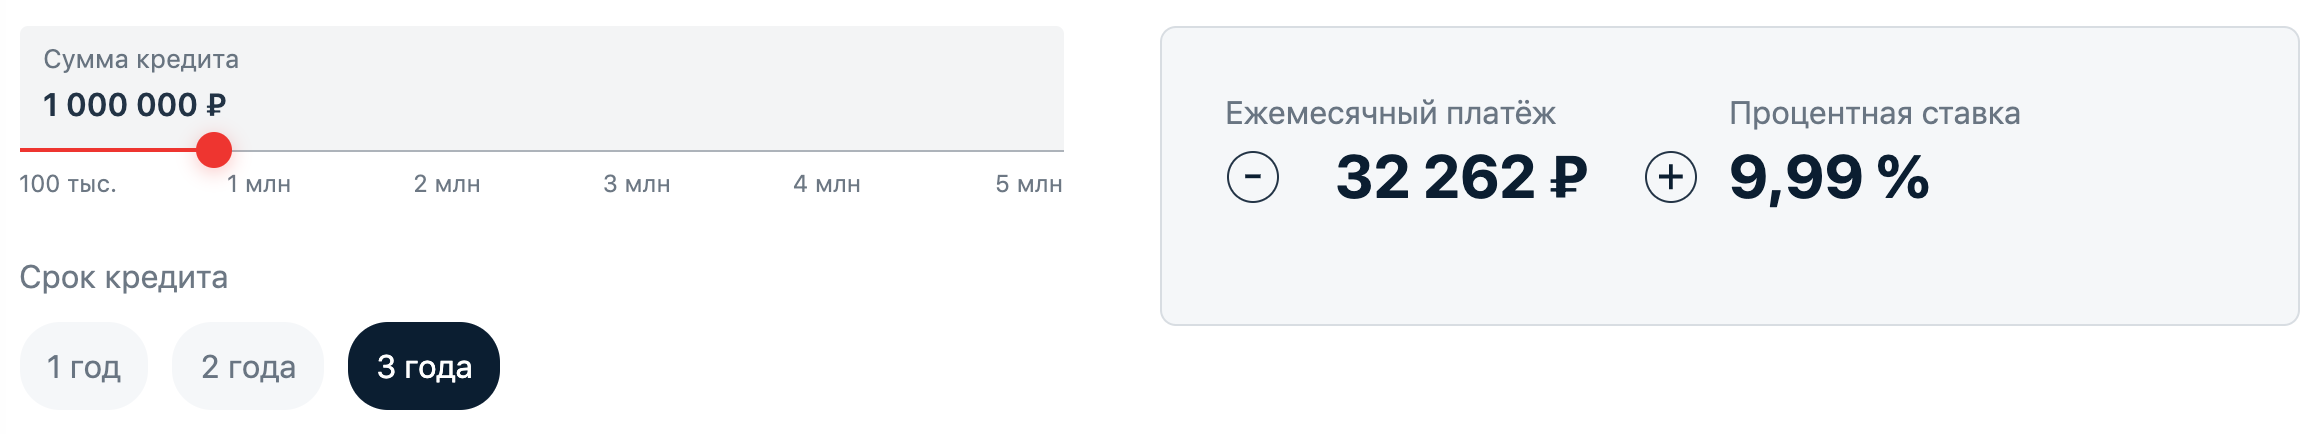 Сумма кредита
1 000 000 ₽
100 тыс. 1 млн 2 млн 3 млн 4 млн 5 млн
Срок кредита
1 год 2 года 3 года
Ежемесячный платёж Процентная ставка
- 32 262 ₽ + 9,99 %